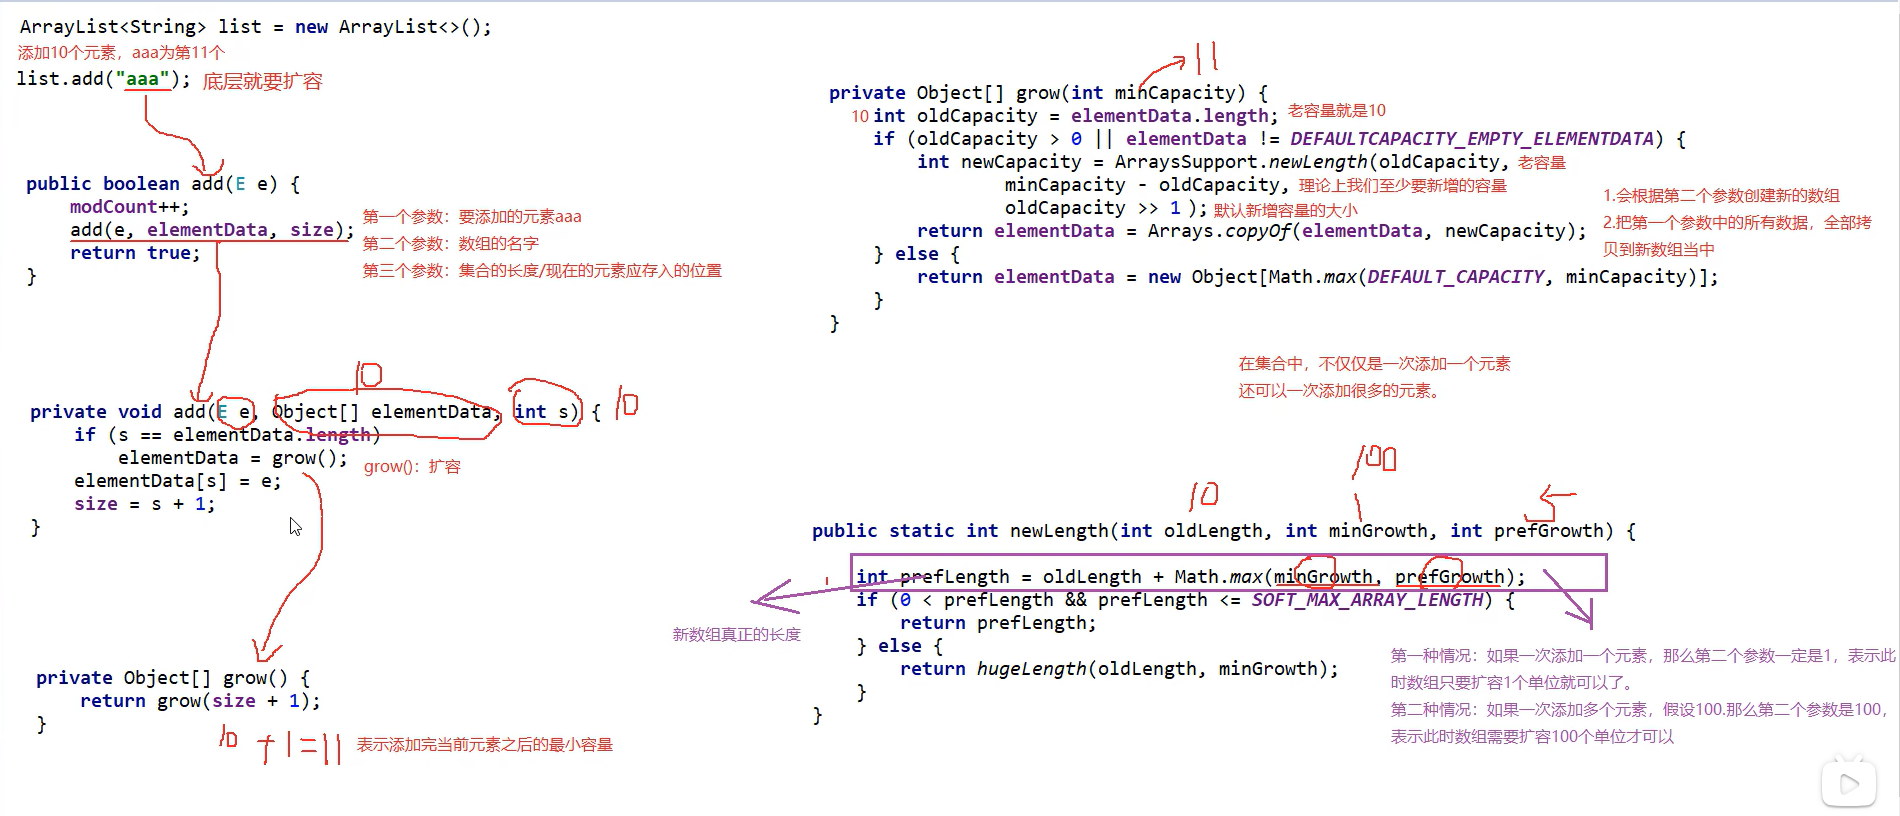 ArrayList<String> list = new ArrayList<>();
添加10个元素，aaa为第11个
list.add("aaa"); 底层就要扩容
public boolean add(E e) {
modCount++;
add(e, elementData, size);
return true;
}
第一个参数：要添加的元素aaa
第二个参数：数组的名字
第三个参数：集合的长度/现在的元素应存入的位置
10
private void add(E e, Object[] elementData, int s) { 10
if (s == elementData.length)
elementData = grow(); grow()：扩容
elementData[s] = e;
size = s + 1;
}
private Object[] grow() {
return grow(size + 1);
}
10 + 1 = 11 表示添加完当前元素之后的最小容量
11
private Object[] grow(int minCapacity) {
10 int oldCapacity = elementData.length; 老容量就是10
if (oldCapacity > 0 || elementData != DEFAULTCAPACITY_EMPTY_ELEMENTDATA) {
int newCapacity = ArraysSupport.newLength(oldCapacity, 老容量
minCapacity - oldCapacity, 理论上我们至少要新增的容量
oldCapacity >> 1 ); 默认新增容量的大小
return elementData = Arrays.copyOf(elementData, newCapacity);
} else {
return elementData = new Object[Math.max(DEFAULT_CAPACITY, minCapacity)];
}
}
1.会根据第二个参数创建新的数组
2.把第一个参数中的所有数据，全部拷
贝到新数组当中
在集合中，不仅仅是一次添加一个元素
还可以一次添加很多的元素。
10 100 5
public static int newLength(int oldLength, int minGrowth, int prefGrowth) {
int prefLength = oldLength + Math.max(minGrowth, prefGrowth);
if (0 < prefLength && prefLength <= SOFT_MAX_ARRAY_LENGTH) {
return prefLength;
} else {
return hugeLength(oldLength, minGrowth);
}
}
新数组真正的长度
第一种情况：如果一次添加一个元素，那么第二个参数一定是1，表示此
时数组只要扩容1个单位就可以了。
第二种情况：如果一次添加多个元素，假设100.那么第二个参数是100，
表示此时数组需要扩容100个单位才可以